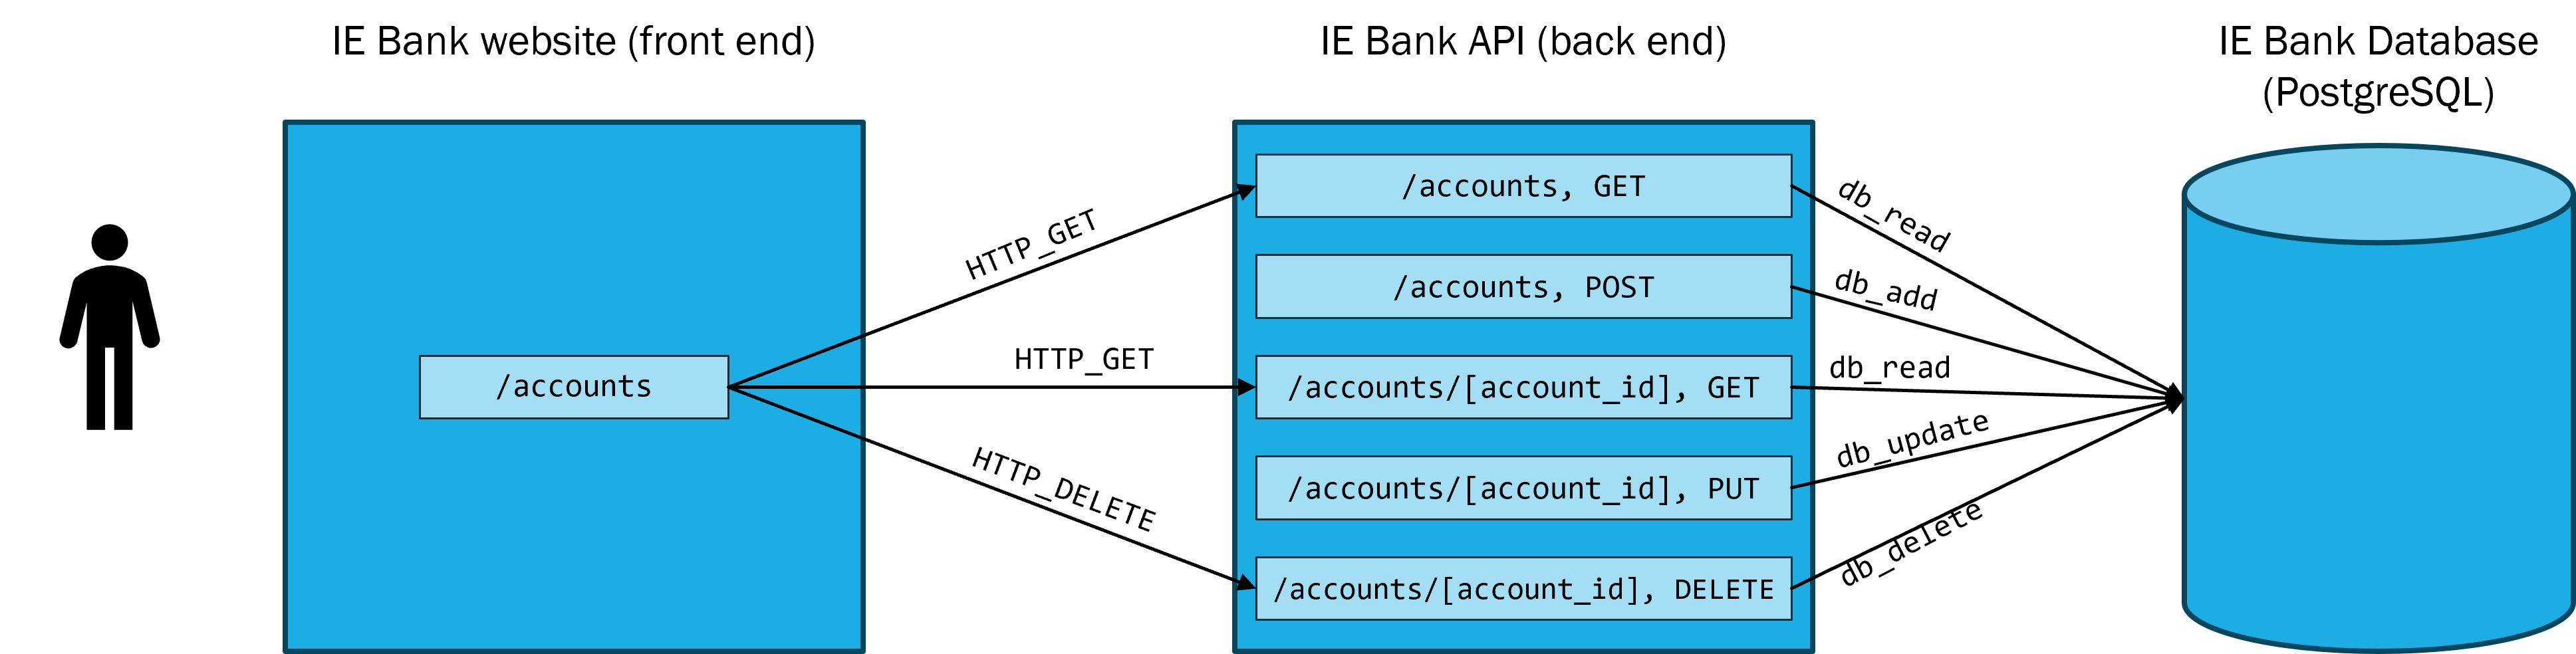 IE Bank website (front end)
IE Bank API (back end)
IE Bank Database
(PostgreSQL)
/accounts
HTTP_GET
HTTP_GET
HTTP_DELETE
/accounts, GET
/accounts, POST
/accounts/[account_id], GET
/accounts/[account_id], PUT
/accounts/[account_id], DELETE
db_read
db_add
db_read
db_update
db_delete